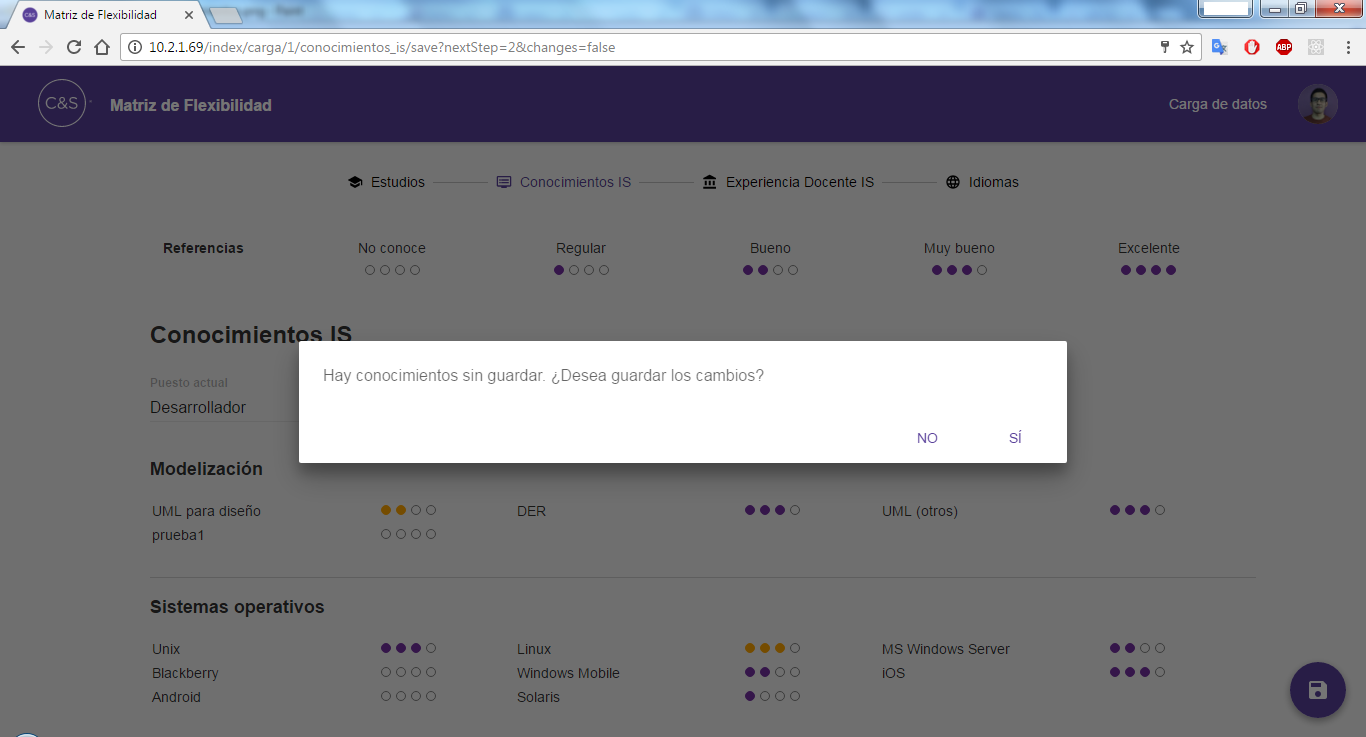 Matriz de Flexibilidad
10.2.1.69/index/carga/1/conocimientos_is/save?nextStep=2&changes=false
ABP
C&S Matriz de Flexibilidad Carga de datos
Estudios Conocimientos IS Experiencia Docente IS Idiomas
Referencias No conoce Regular Bueno Muy bueno Excelente
Conocimientos IS
Puesto actual
Desarrollador
Hay conocimientos sin guardar. ¿Desea guardar los cambios?
NO SÍ
Modelización
UML para diseño DER UML (otros)
prueba1
Sistemas operativos
Unix Linux MS Windows Server
Blackberry Windows Mobile iOS
Android Solaris